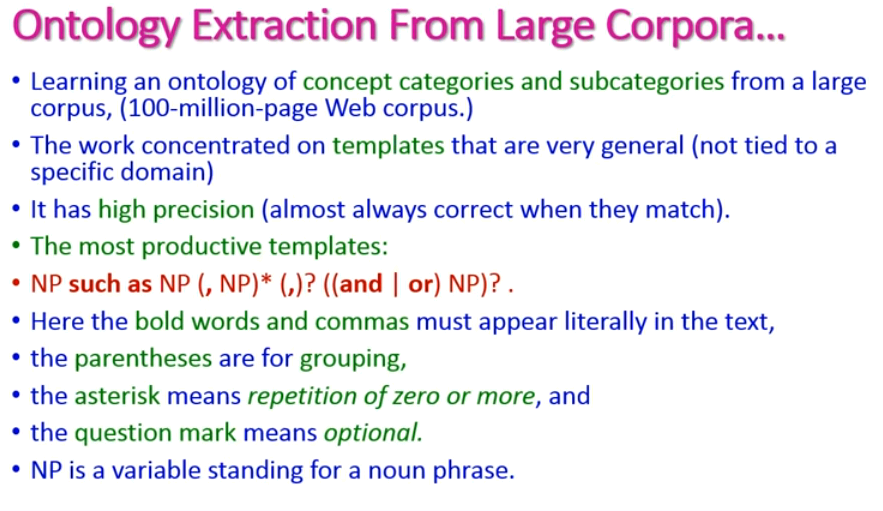 Ontology Extraction From Large Corpora...
• Learning an ontology of concept categories and subcategories from a large
corpus, (100-million-page Web corpus.)
• The work concentrated on templates that are very general (not tied to a
specific domain)
• It has high precision (almost always correct when they match).
• The most productive templates:
• NP such as NP (, NP)* (,)? ((and | or) NP)? .
• Here the bold words and commas must appear literally in the text,
• the parentheses are for grouping,
• the asterisk means repetition of zero or more, and
• the question mark means optional.
• NP is a variable standing for a noun phrase.